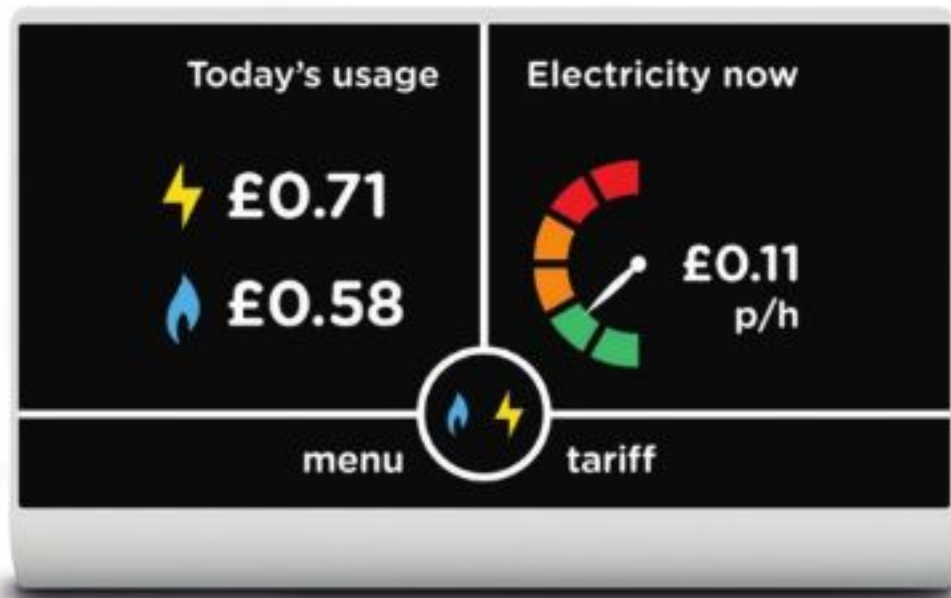 Today's usage
£0.71
£0.58
Electricity now
£0.11
p/h
menu
tariff